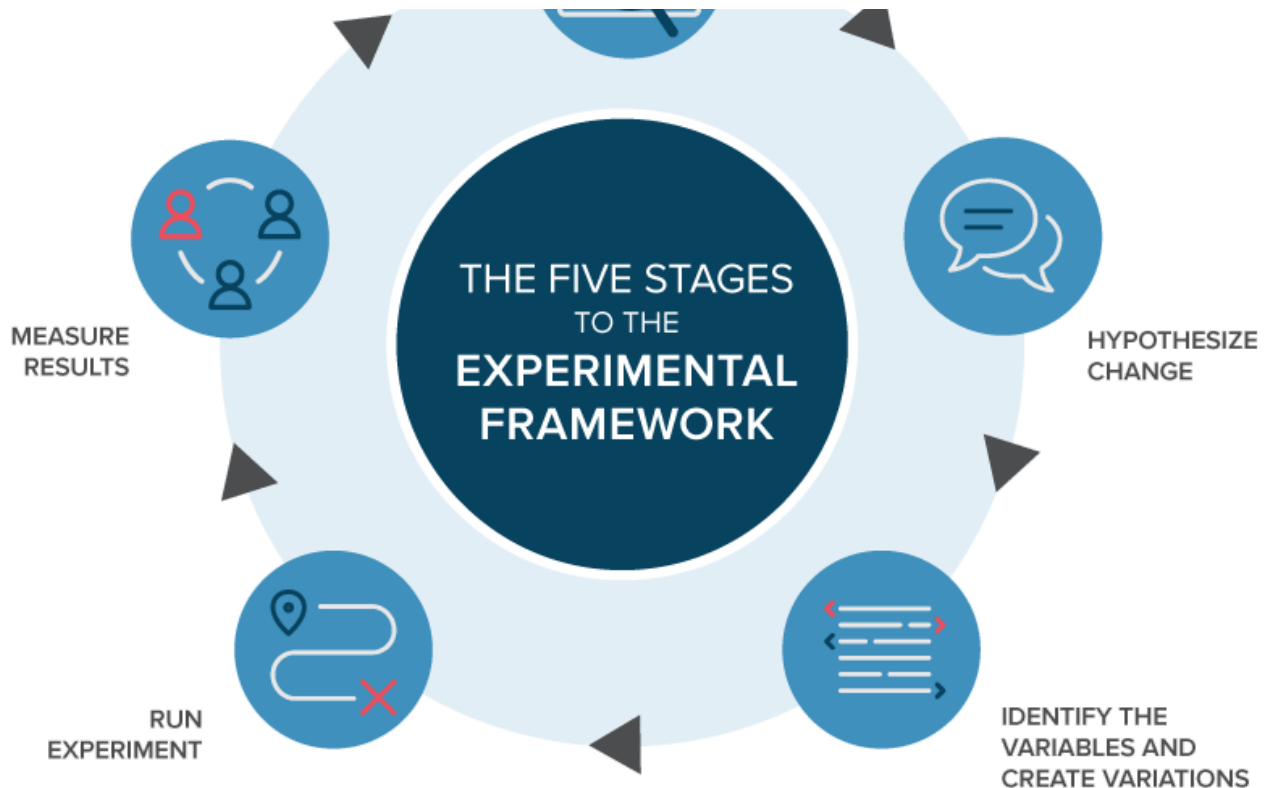 THE FIVE STAGES
TO THE
EXPERIMENTAL
FRAMEWORK
HYPOTHESIZE
CHANGE
IDENTIFY THE
VARIABLES AND
CREATE VARIATIONS
RUN
EXPERIMENT
MEASURE
RESULTS